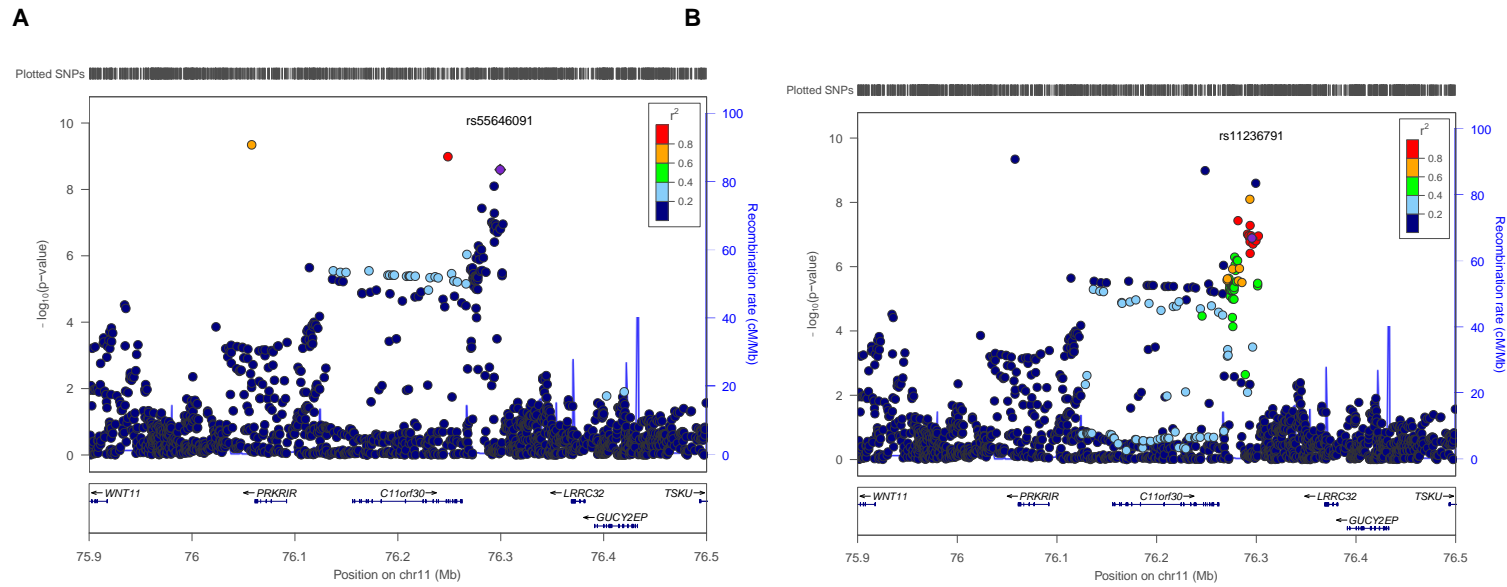 A
B
Plotted SNPs
rs55646091
r2
0.8
0.6
0.4
0.2
10
8
6
4
2
0
- log10(p−value)
100
80
60
40
20
0
Recombination rate (cM/Mb)
WNT11
PRKRIR
C11orf30
LRRC32
TSKU
GUCY2EP
75.9
76
76.1
76.2
76.3
76.4
76.5
Position on chr11 (Mb)
Plotted SNPs
rs11236791
r2
0.8
0.6
0.4
0.2
10
8
6
4
2
0
- log10(p−value)
100
80
60
40
20
0
Recombination rate (cM/Mb)
WNT11
PRKRIR
C11orf30
LRRC32
TSKU
GUCY2EP
75.9
76
76.1
76.2
76.3
76.4
76.5
Position on chr11 (Mb)